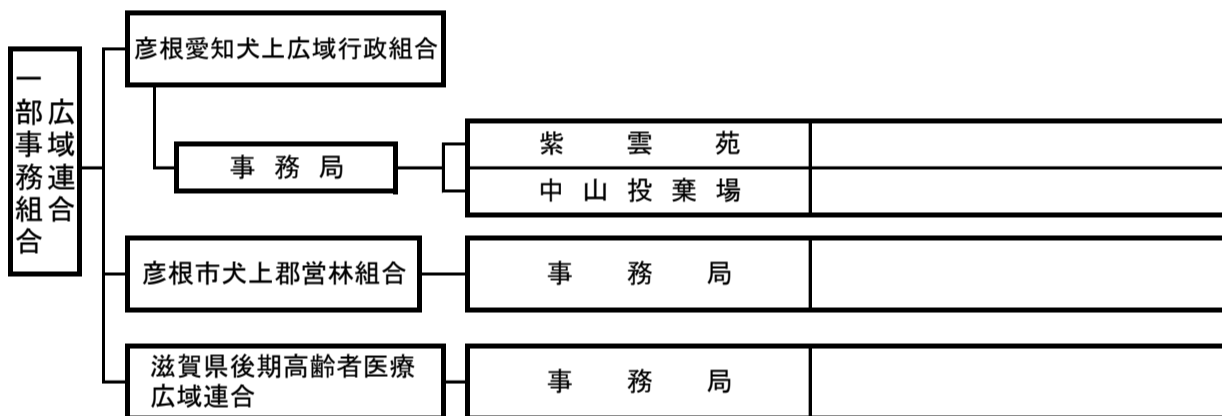 一部事務組合
広域連合
彦根愛知犬上広域行政組合
事務局
紫雲苑
中山投棄場
彦根市犬上郡営林組合
事務局
滋賀県後期高齢者医療
広域連合
事務局